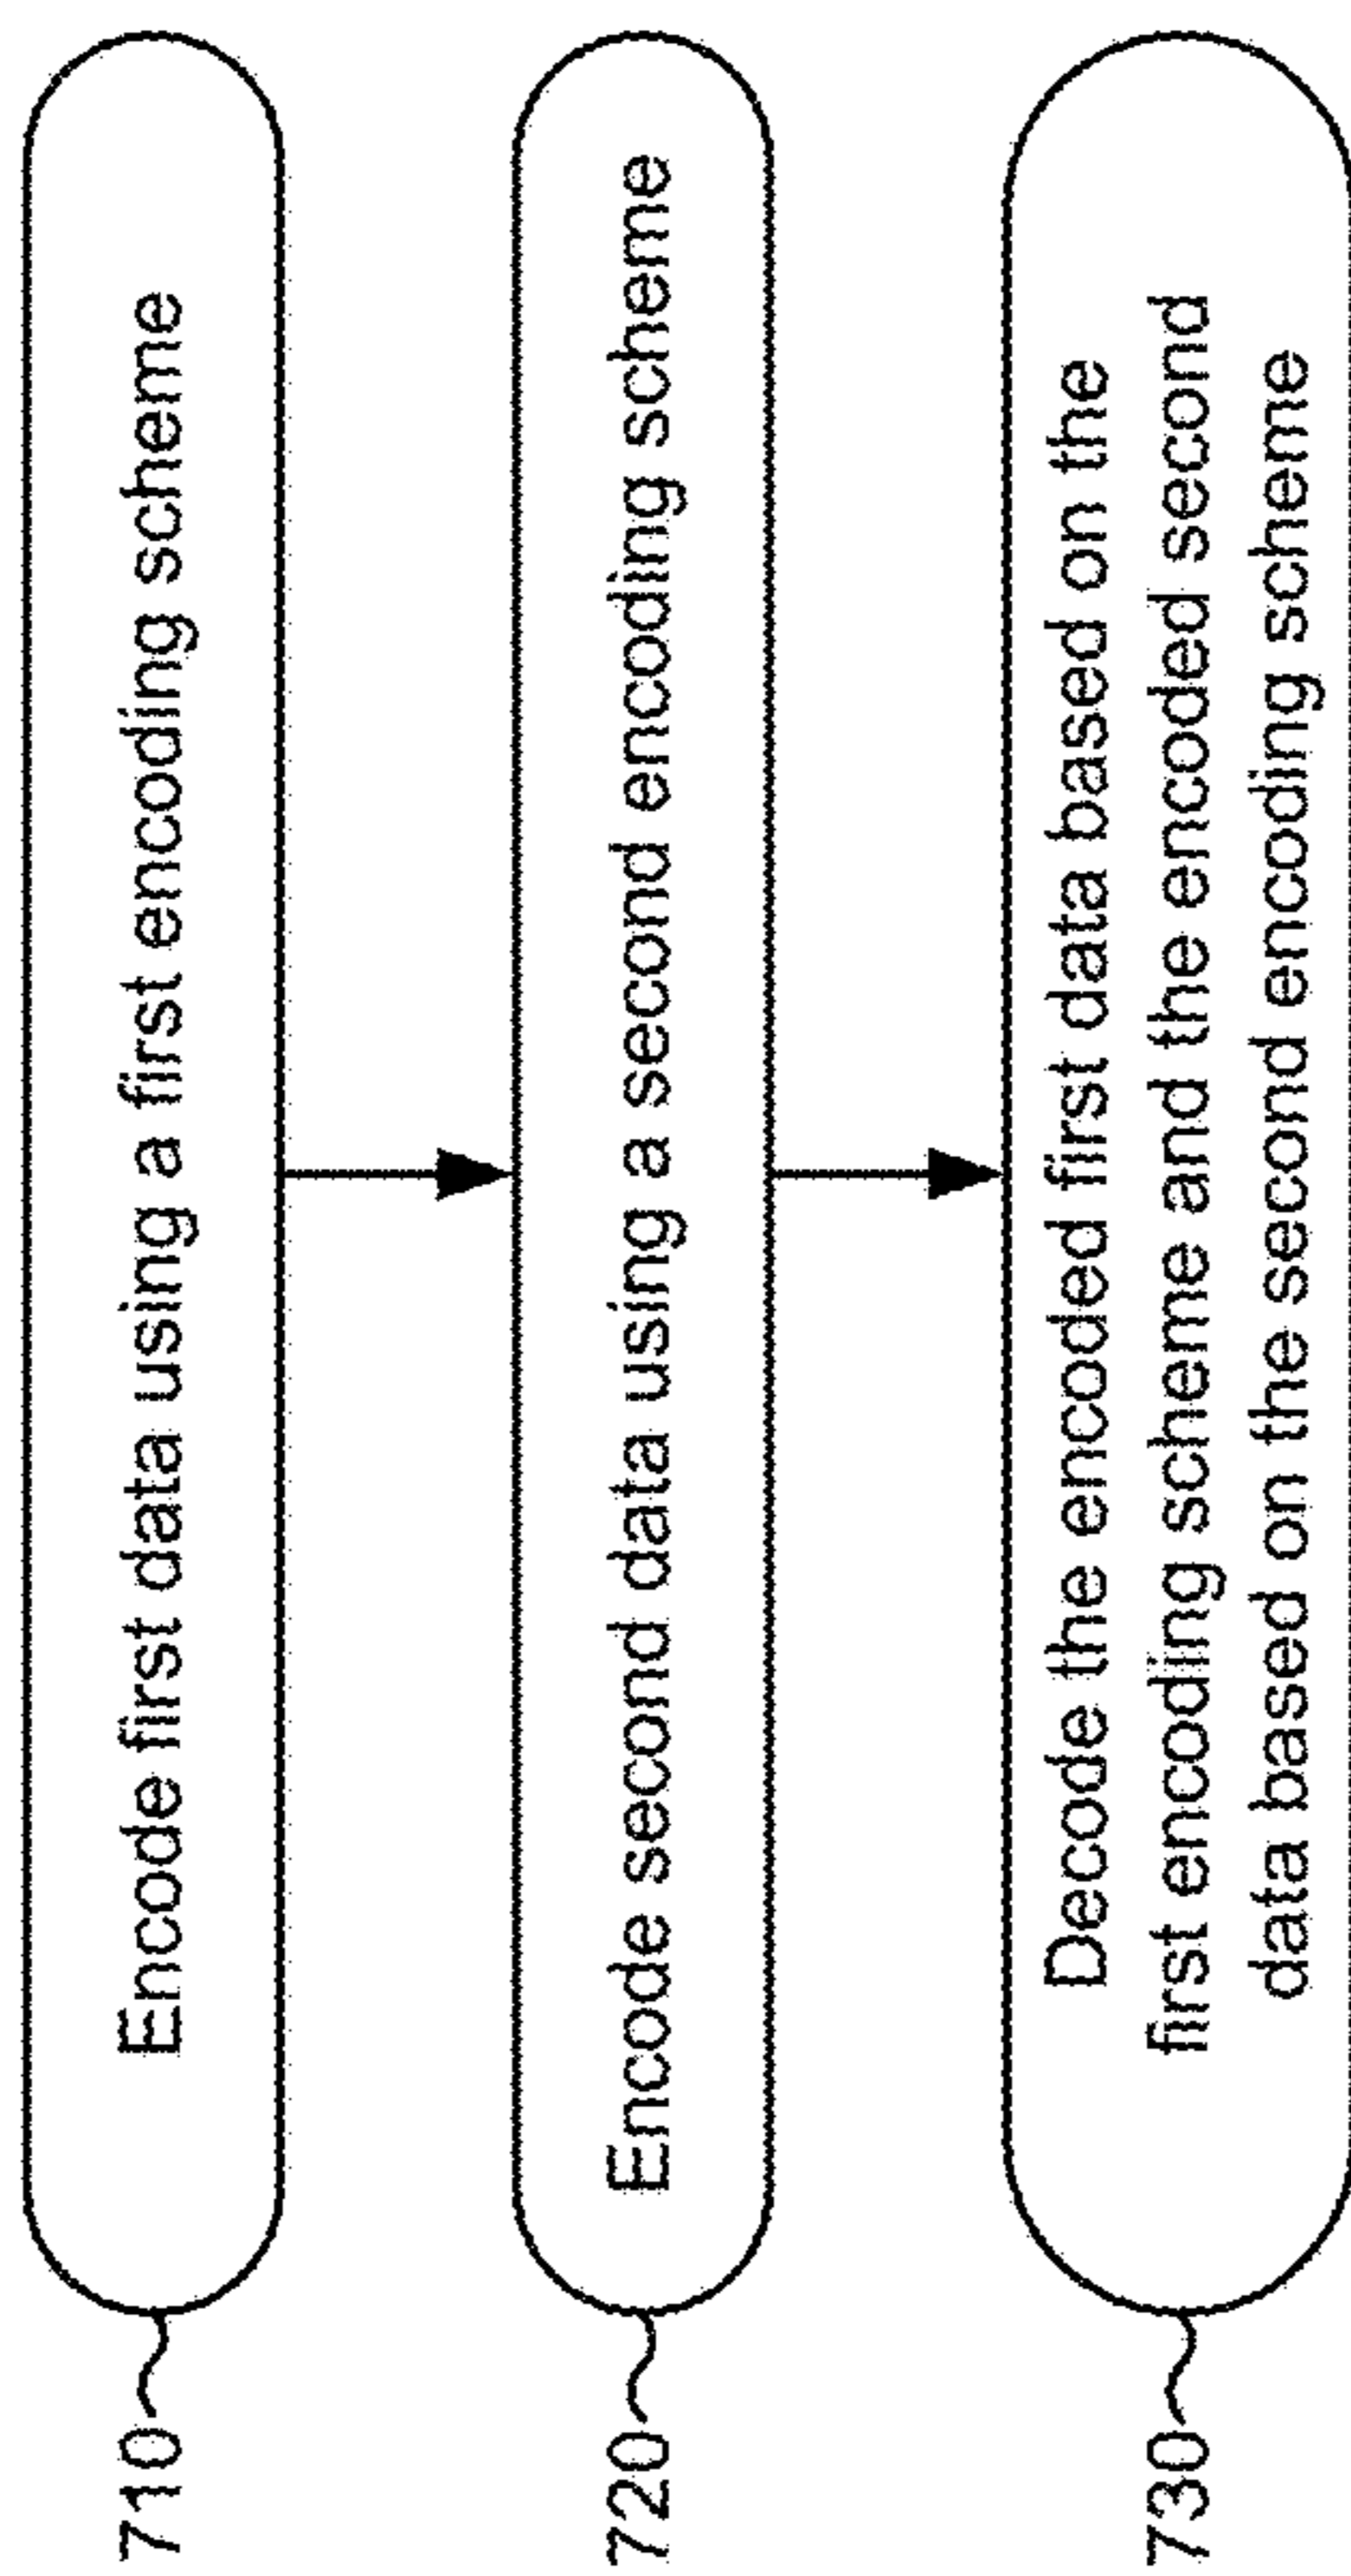 710
Encode first data using a first encoding scheme
720
Encode second data using a second encoding scheme
730
Decode the encoded first data based on the
first encoding scheme and the encoded second
data based on the second encoding scheme